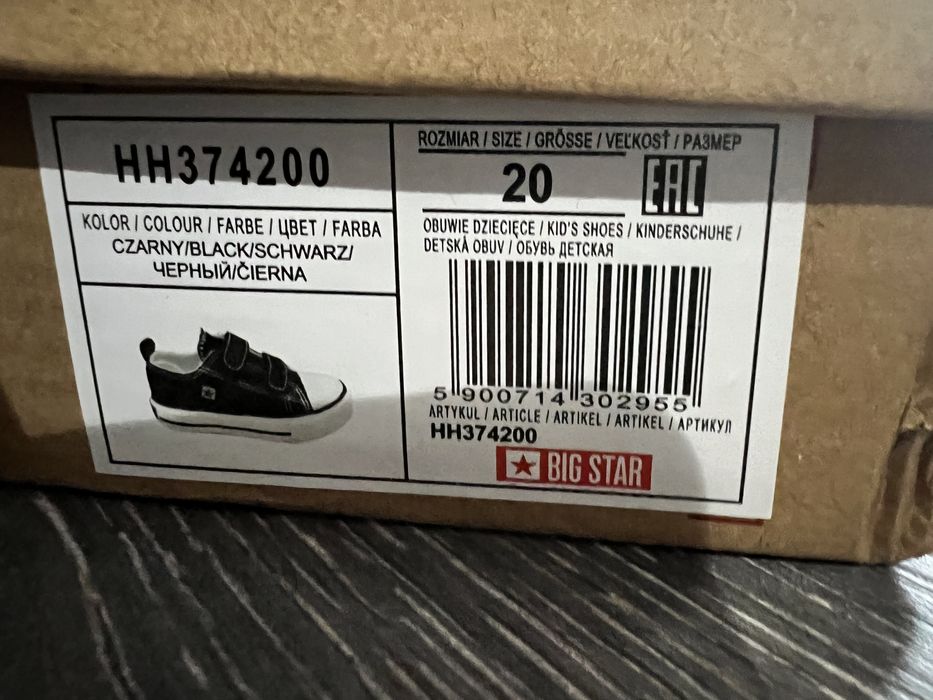 HH374200
KOLOR / COLOUR / FARBE / ЦВЕТ / FARBA
CZARNY/BLACK/SCHWARZ/
ЧЕРНЫЙ/ČIERNA
ROZMIAR / SIZE / GRÖSSE / VEĽKOSŤ / РАЗМЕР
20
EAC
OBUWIE DZIECIĘCE / KID'S SHOES / KINDERSCHUHE /
DETSKÁ OBUV / ОБУВЬ ДЕТСКАЯ
5 900714 302955
ARTYKUŁ / ARTICLE / ARTIKEL / ARTIKEL / АРТИКУЛ
HH374200
BIG STAR